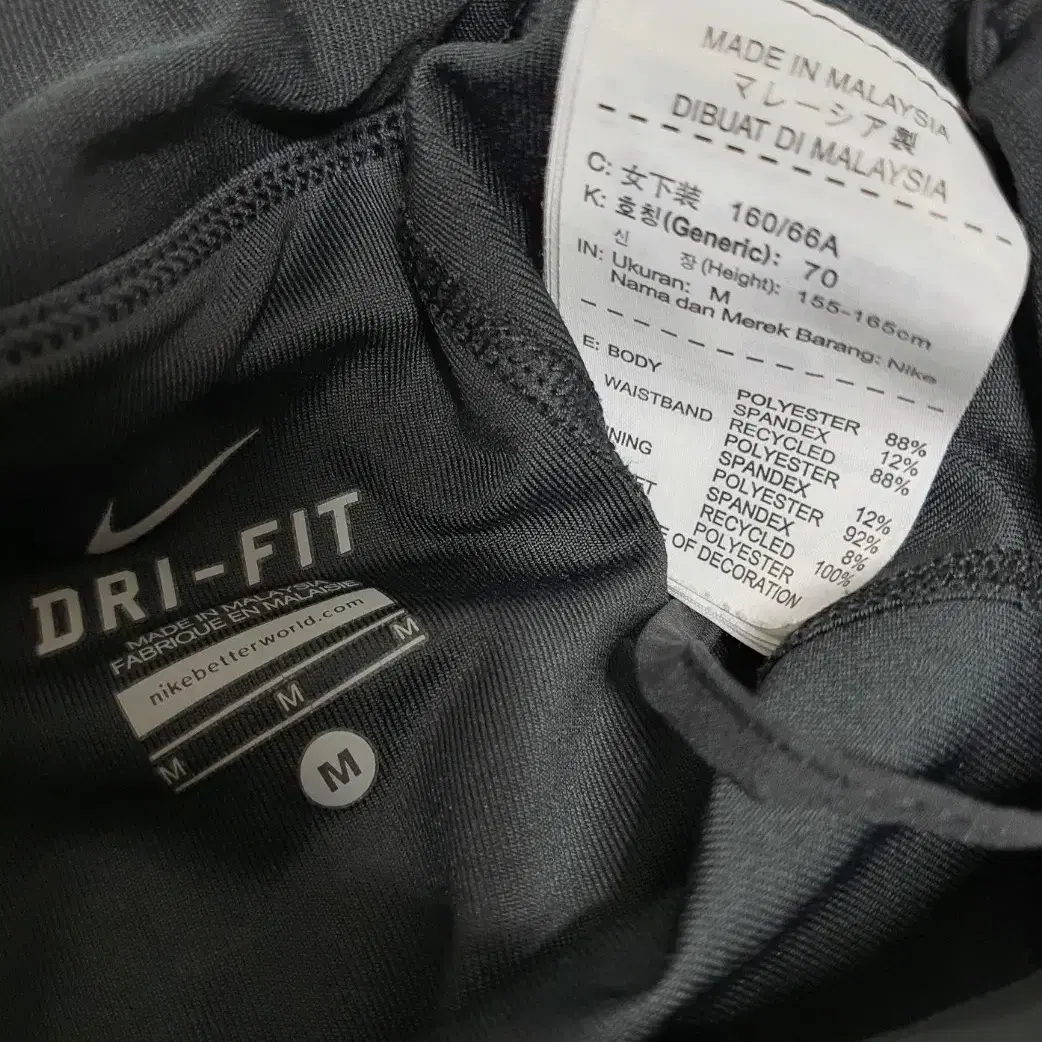 MADE IN MALAYSIA
マレーシア製
DIBUAT DI MALAYSIA
C: 女下装 160/66A
K: 호칭(Generic): 70
신 장(Height): 155-165cm
IN: Ukuran: M
Nama dan Merek Barang: Nike
E: BODY
WAISTBAND
NING
FT
E OF DECORATION
POLYESTER 88%
SPANDEX 12%
RECYCLED
POLYESTER 88%
SPANDEX 12%
POLYESTER 92%
SPANDEX 8%
RECYCLED
POLYESTER 100%
DRI-FIT
MADE IN MALAYSIA
FABRIQUE EN MALAISIE
nikebetterworld.com
M
M
M
M